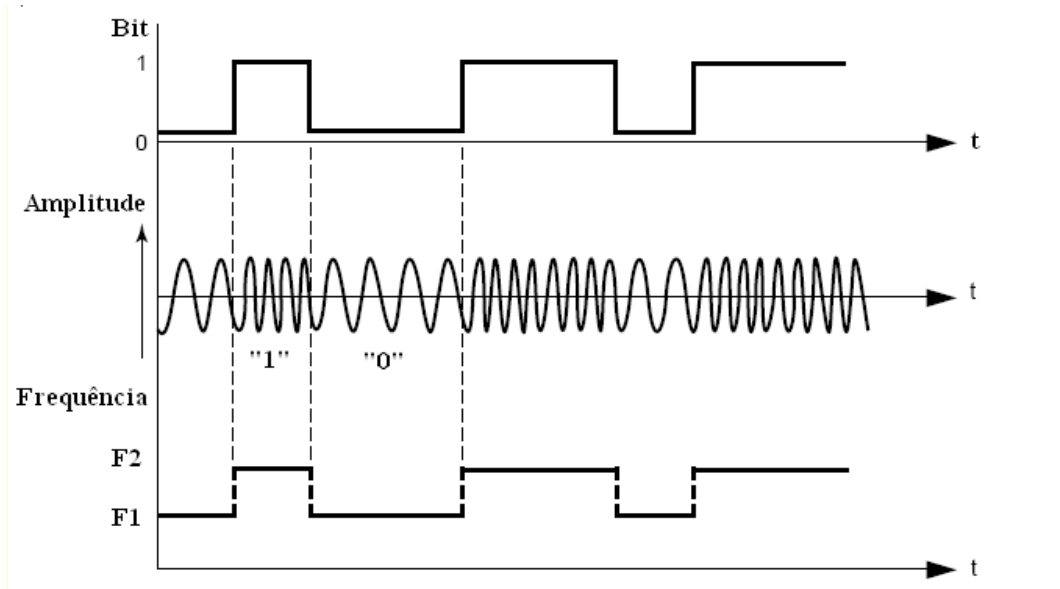 Bit
1
0
t
Amplitude
t
"1"
"0"
Frequência
F2
F1
t